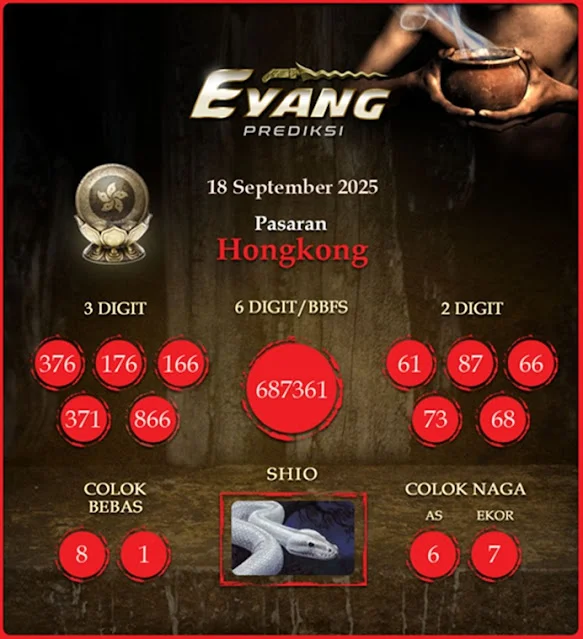 EYANG
PREDIKSI
18 September 2025
Pasaran
Hongkong
3 DIGIT
376 176 166
371 866
6 DIGIT/BBFS
687361
2 DIGIT
61 87 66
73 68
COLOK
BEBAS
8 1
SHIO
COLOK NAGA
AS EKOR
6 7